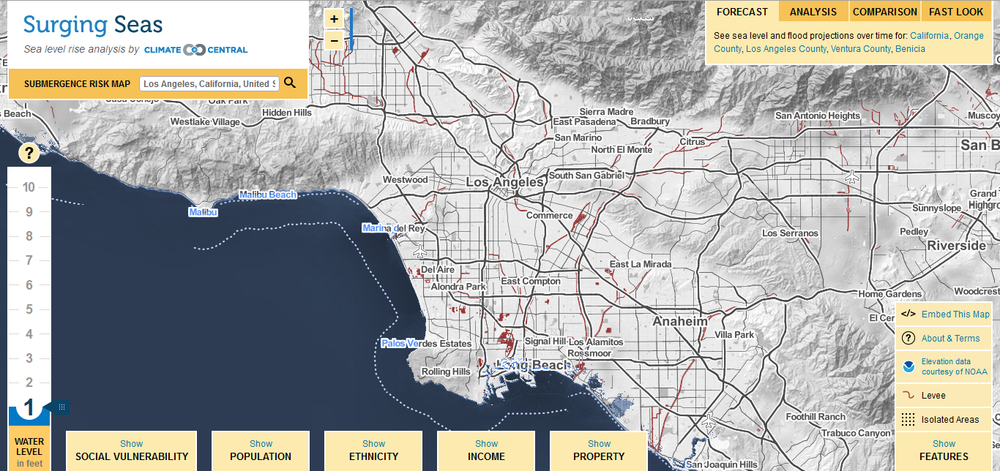 Surging Seas
Sea level rise analysis by CLIMATE CENTRAL
SUBMERGENCE RISK MAP
Los Angeles, California, United S
+
−
FORECAST
ANALYSIS
COMPARISON
FAST LOOK
See sea level and flood projections over time for: California, Orange
County, Los Angeles County, Ventura County, Benicia
Oak Park
Beach
Westlake Village
Hidden Hills
Sierra Madre
East Pasadena
Bradbury
San Antonio Heights
Muscoy
San Marino
Citrus
San B
North El Monte
?
Westwood
Los Angeles
South San Gabriel
Malibu Beach
Malibu
Grand
Highgro
Sunnyslope
Commerce
Marina del Rey
Los Serranos
Pedley
Riverside
Del Aire
East La Mirada
East Compton
Alondra Park
Home Gardens
Woodcrest
El Cer
Anaheim
Villa Park
Palos Verdes Estates
Signal Hill
Los Alamitos
Rossmoor
Long Beach
Rolling Hills
Foothill Ranch
Trabuco Canyon
San Joaquin Hills
10
9
8
7
6
5
4
3
2
1
WATER
LEVEL
in feet
Show
SOCIAL VULNERABILITY
Show
POPULATION
Show
ETHNICITY
Show
INCOME
Show
PROPERTY
</> Embed This Map
? About & Terms
Elevation data
courtesy of NOAA
Levee
Isolated Areas
Show
FEATURES